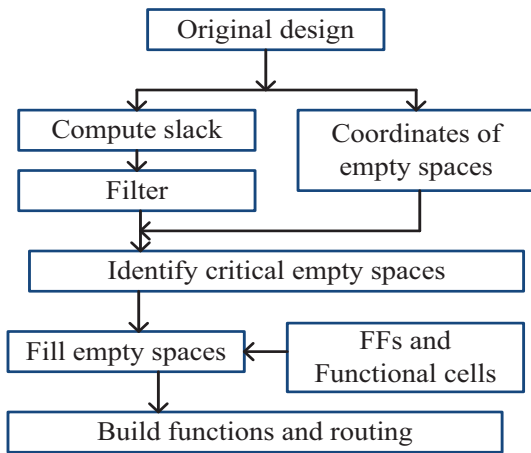 Original design
Compute slack
Coordinates of
empty spaces
Filter
Identify critical empty spaces
Fill empty spaces
FFs and
Functional cells
Build functions and routing